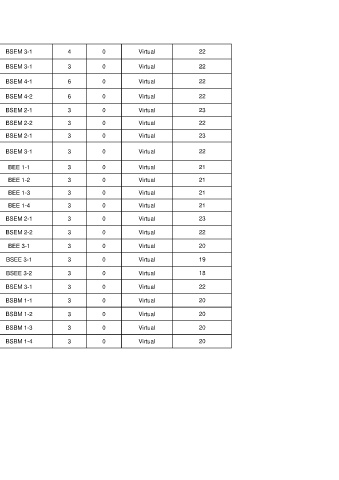 BSEM 3-1 4 0 Virtual 22
BSEM 3-1 3 0 Virtual 22
BSEM 4-1 6 0 Virtual 22
BSEM 4-2 6 0 Virtual 22
BSEM 2-1 3 0 Virtual 23
BSEM 2-2 3 0 Virtual 22
BSEM 2-1 3 0 Virtual 23
BSEM 3-1 3 0 Virtual 22
BEE 1-1 3 0 Virtual 21
BEE 1-2 3 0 Virtual 21
BEE 1-3 3 0 Virtual 21
BEE 1-4 3 0 Virtual 21
BSEM 2-1 3 0 Virtual 23
BSEM 2-2 3 0 Virtual 22
BEE 3-1 3 0 Virtual 20
BSEE 3-1 3 0 Virtual 19
BSEE 3-2 3 0 Virtual 18
BSEM 3-1 3 0 Virtual 22
BSBM 1-1 3 0 Virtual 20
BSBM 1-2 3 0 Virtual 20
BSBM 1-3 3 0 Virtual 20
BSBM 1-4 3 0 Virtual 20